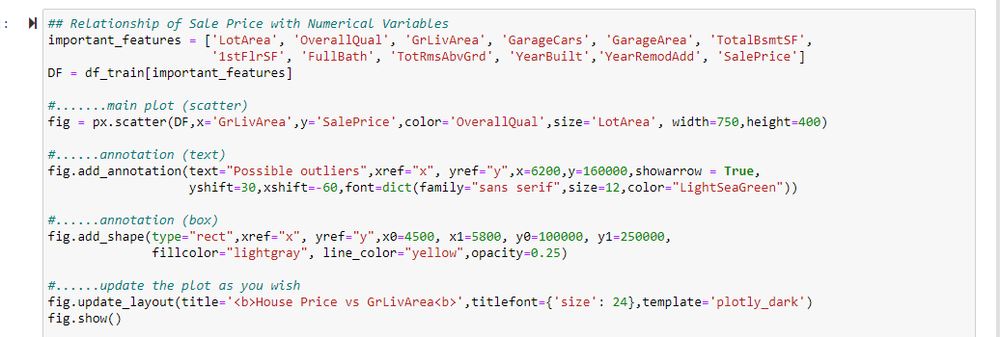 :
## Relationship of Sale Price with Numerical Variables
important_features = ['LotArea', 'OverallQual', 'GrLivArea', 'GarageCars', 'GarageArea', 'TotalBsmtSF',
'1stFlrSF', 'FullBath', 'TotRmsAbvGrd', 'YearBuilt','YearRemodAdd', 'SalePrice']
DF = df_train[important_features]
#.......main plot (scatter)
fig = px.scatter(DF,x='GrLivArea',y='SalePrice',color='OverallQual',size='LotArea', width=750,height=400)
#......annotation (text)
fig.add_annotation(text="Possible outliers",xref="x", yref="y",x=6200,y=160000,showarrow = True,
yshift=30,xshift=-60,font=dict(family="sans serif",size=12,color="LightSeaGreen"))
#......annotation (box)
fig.add_shape(type="rect",xref="x", yref="y",x0=4500, x1=5800, y0=100000, y1=250000,
fillcolor="lightgray", line_color="yellow",opacity=0.25)
#......update the plot as you wish
fig.update_layout(title='<b>House Price vs GrLivArea<b>',titlefont={'size': 24},template='plotly_dark')
fig.show()